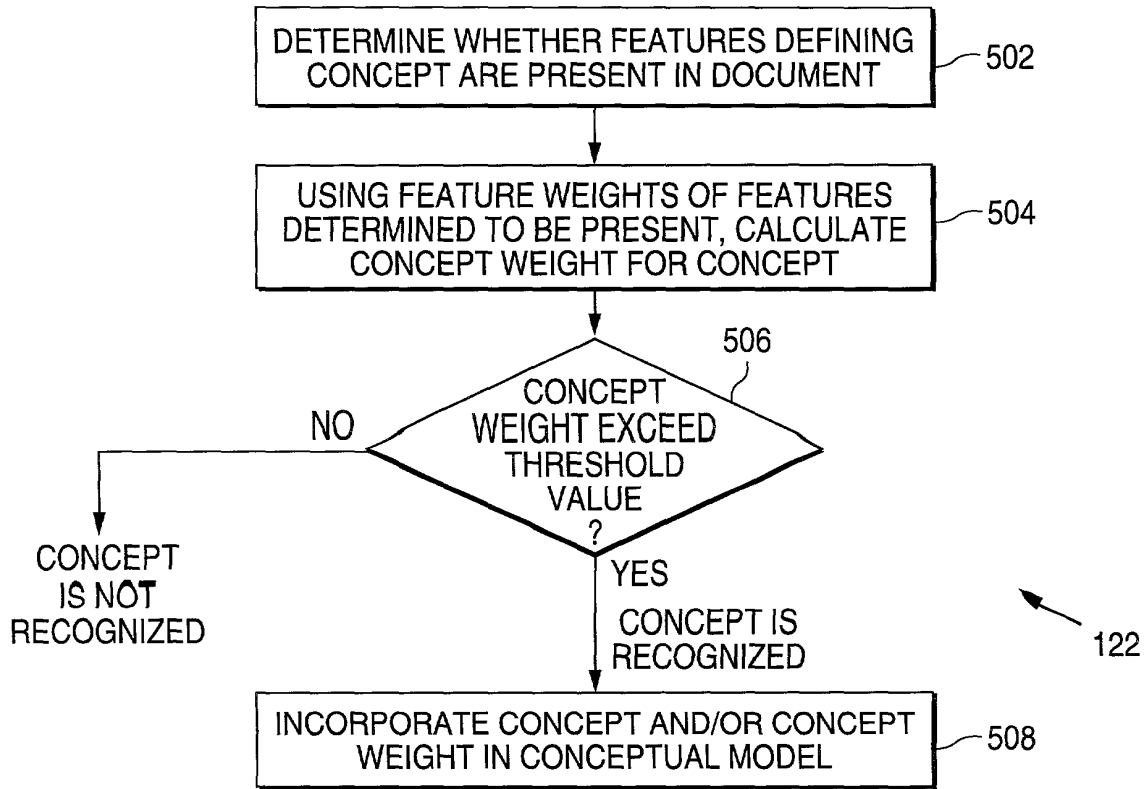 DETERMINE WHETHER FEATURES DEFINING
CONCEPT ARE PRESENT IN DOCUMENT
502
USING FEATURE WEIGHTS OF FEATURES
DETERMINED TO BE PRESENT, CALCULATE
CONCEPT WEIGHT FOR CONCEPT
504
506
CONCEPT
WEIGHT EXCEED
THRESHOLD
VALUE
?
NO
CONCEPT
IS NOT
RECOGNIZED
YES
CONCEPT IS
RECOGNIZED
122
INCORPORATE CONCEPT AND/OR CONCEPT
WEIGHT IN CONCEPTUAL MODEL
508